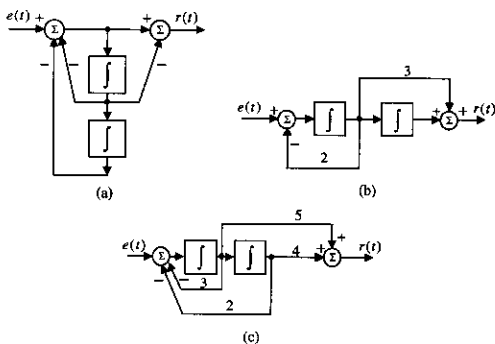 e(t) + Σ + Σ r(t)
− − −
∫
∫
(a)
3
e(t) + Σ ∫ ∫ + Σ + r(t)
−
2
(b)
5
e(t) Σ ∫ ∫ 4 + + Σ r(t)
− − 3
2
(c)